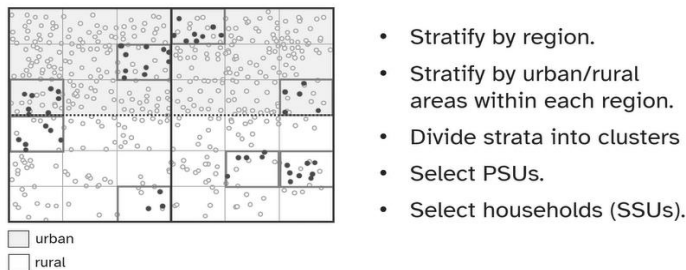 • Stratify by region.
• Stratify by urban/rural
areas within each region.
• Divide strata into clusters
• Select PSUs.
• Select households (SSUs).
urban
rural